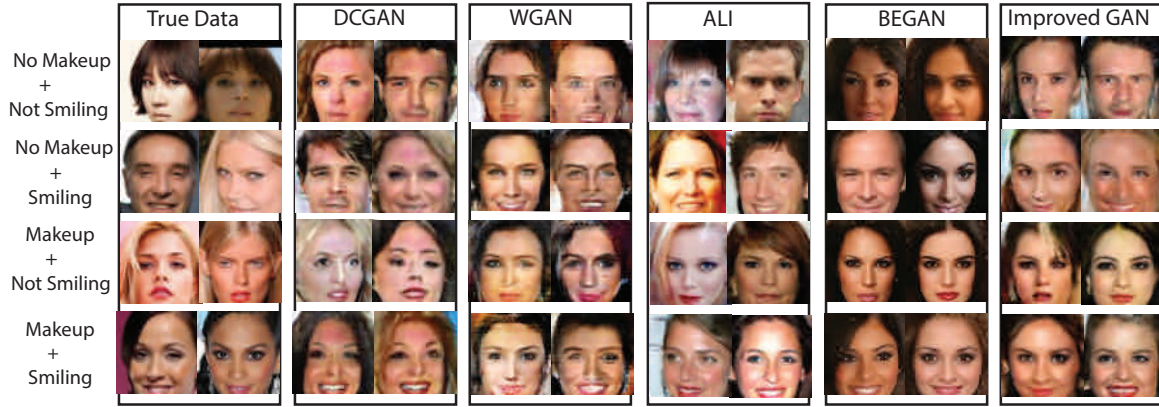 True Data
DCGAN
WGAN
ALI
BEGAN
Improved GAN
No Makeup
+
Not Smiling
No Makeup
+
Smiling
Makeup
+
Not Smiling
Makeup
+
Smiling